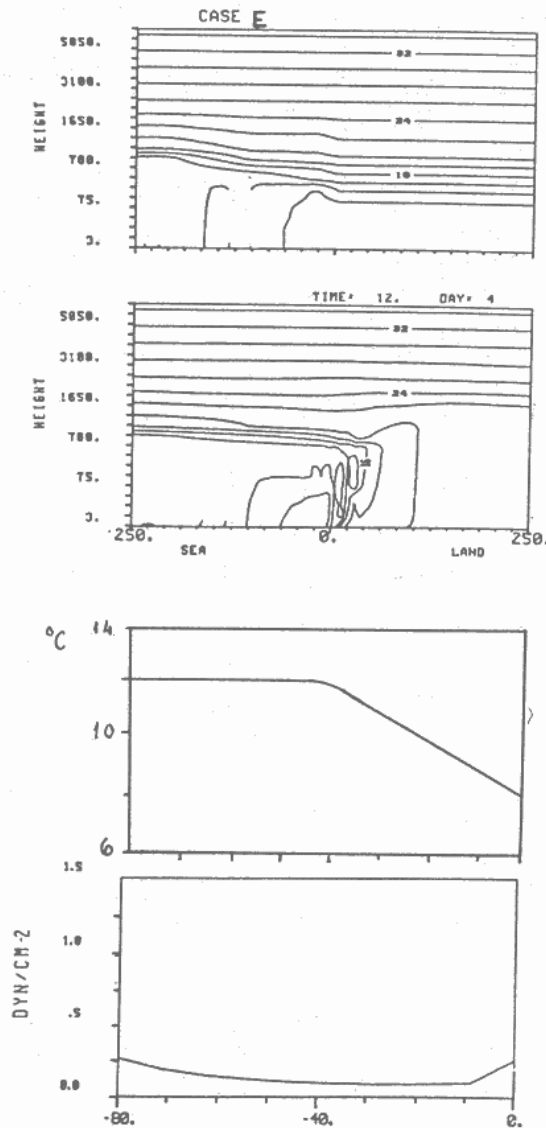 CASE E
5050.
32
3100.
HEIGHT
1650.
24
700.
75.
3.
TIME= 12. DAY= 4
5050.
32
3100.
HEIGHT
1650.
24
700.
75.
3.
-250. 0. 250.
SEA LAND
°C
14
10
6
1.5
1.0
DYN/CM-2
.5
0.0
-80. -40. 0.